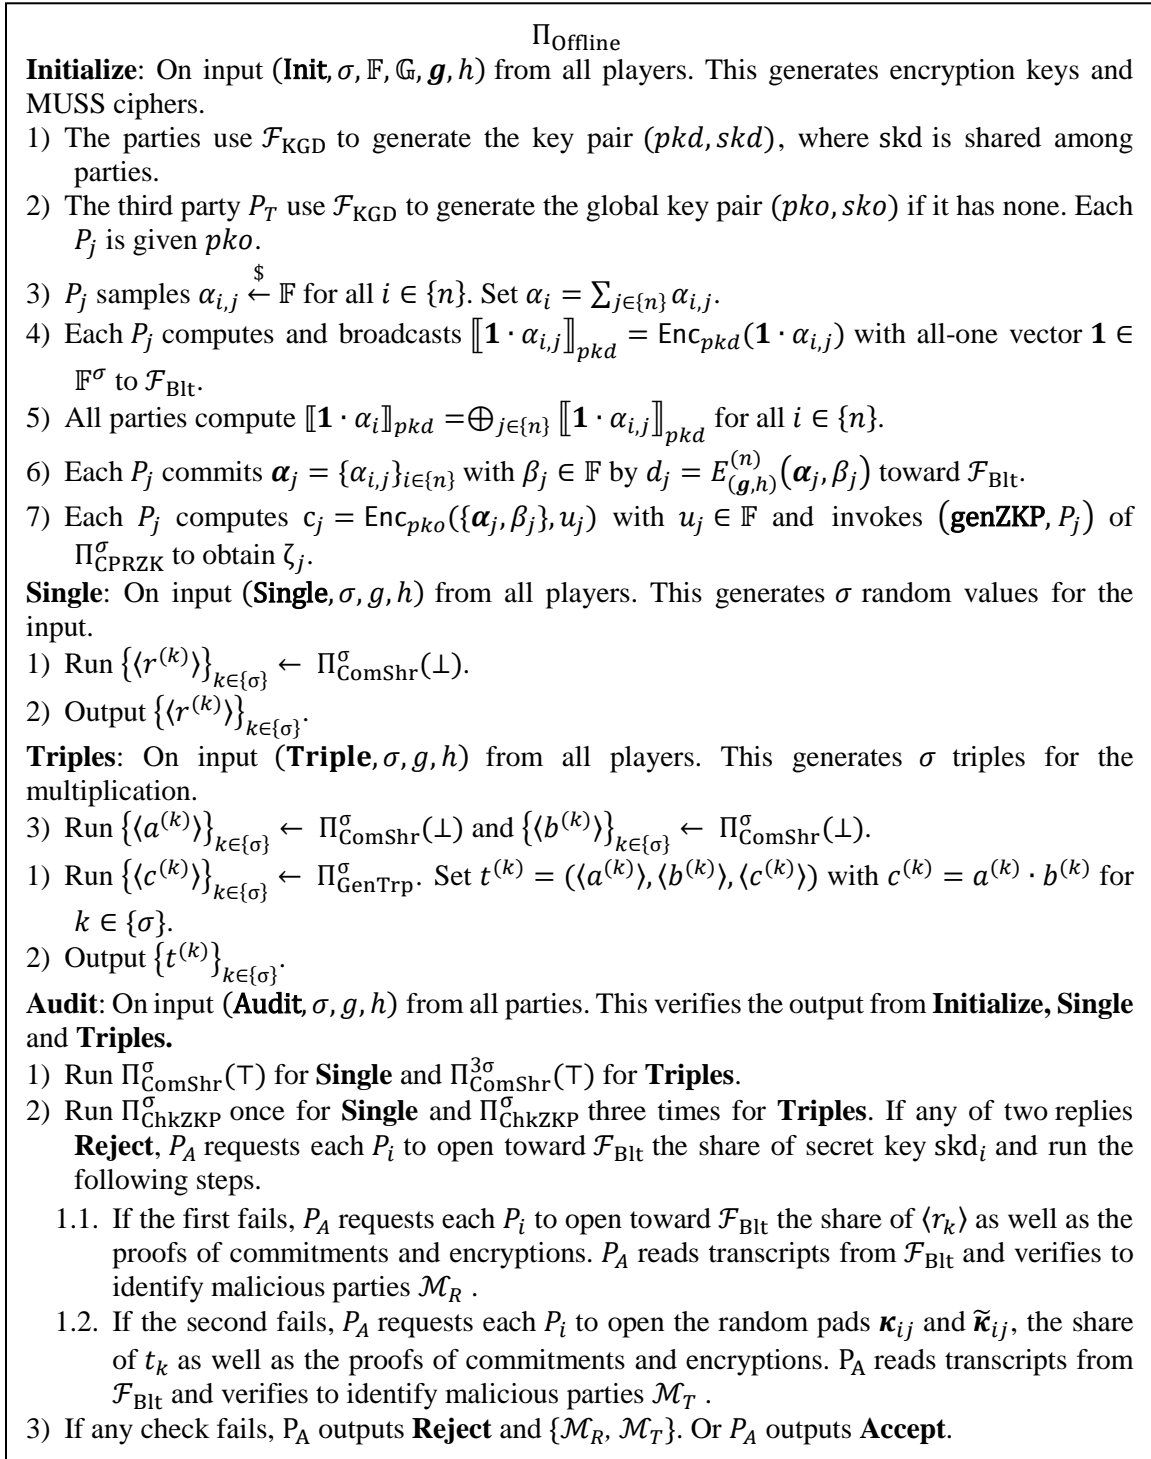 Π_Offline
Initialize: On input (Init, σ, 𝔽, 𝔾, 𝒈, ℎ) from all players. This generates encryption keys and
MUSS ciphers.
1) The parties use ℱ_KGD to generate the key pair (pkd, skd), where skd is shared among
parties.
2) The third party P_T use ℱ_KGD to generate the global key pair (pko, sko) if it has none. Each
P_j is given pko.
3) P_j samples α_{i,j} ←^$ 𝔽 for all i ∈ {n}. Set α_i = ∑_{j∈{n}} α_{i,j}.
4) Each P_j computes and broadcasts ⟦𝟏 · α_{i,j}⟧_{pkd} = Enc_{pkd}(𝟏 · α_{i,j}) with all-one vector 𝟏 ∈
𝔽^σ to ℱ_Blt.
5) All parties compute ⟦𝟏 · α_i⟧_{pkd} =⊕_{j∈{n}} ⟦𝟏 · α_{i,j}⟧_{pkd} for all i ∈ {n}.
6) Each P_j commits 𝜶_j = {α_{i,j}}_{i∈{n}} with β_j ∈ 𝔽 by d_j = E^{(n)}_{(𝒈,h)}(𝜶_j, β_j) toward ℱ_Blt.
7) Each P_j computes c_j = Enc_{pko}({𝜶_j, β_j}, u_j) with u_j ∈ 𝔽 and invokes (genZKP, P_j) of
Π^σ_CPRZK to obtain ζ_j.
Single: On input (Single, σ, g, h) from all players. This generates σ random values for the
input.
1) Run {⟨r^{(k)}⟩}_{k∈{σ}} ← Π^σ_ComShr(⊥).
2) Output {⟨r^{(k)}⟩}_{k∈{σ}}.
Triples: On input (Triple, σ, g, h) from all players. This generates σ triples for the
multiplication.
3) Run {⟨a^{(k)}⟩}_{k∈{σ}} ← Π^σ_ComShr(⊥) and {⟨b^{(k)}⟩}_{k∈{σ}} ← Π^σ_ComShr(⊥).
1) Run {⟨c^{(k)}⟩}_{k∈{σ}} ← Π^σ_GenTrp. Set t^{(k)} = (⟨a^{(k)}⟩, ⟨b^{(k)}⟩, ⟨c^{(k)}⟩) with c^{(k)} = a^{(k)} · b^{(k)} for
k ∈ {σ}.
2) Output {t^{(k)}}_{k∈{σ}}.
Audit: On input (Audit, σ, g, h) from all parties. This verifies the output from Initialize, Single
and Triples.
1) Run Π^σ_ComShr(⊤) for Single and Π^{3σ}_ComShr(⊤) for Triples.
2) Run Π^σ_ChkZKP once for Single and Π^σ_ChkZKP three times for Triples. If any of two replies
Reject, P_A requests each P_i to open toward ℱ_Blt the share of secret key skd_i and run the
following steps.
1.1. If the first fails, P_A requests each P_i to open toward ℱ_Blt the share of ⟨r_k⟩ as well as the
proofs of commitments and encryptions. P_A reads transcripts from ℱ_Blt and verifies to
identify malicious parties ℳ_R .
1.2. If the second fails, P_A requests each P_i to open the random pads 𝜿_{ij} and 𝜿̃_{ij}, the share
of t_k as well as the proofs of commitments and encryptions. P_A reads transcripts from
ℱ_Blt and verifies to identify malicious parties ℳ_T .
3) If any check fails, P_A outputs Reject and {ℳ_R, ℳ_T}. Or P_A outputs Accept.